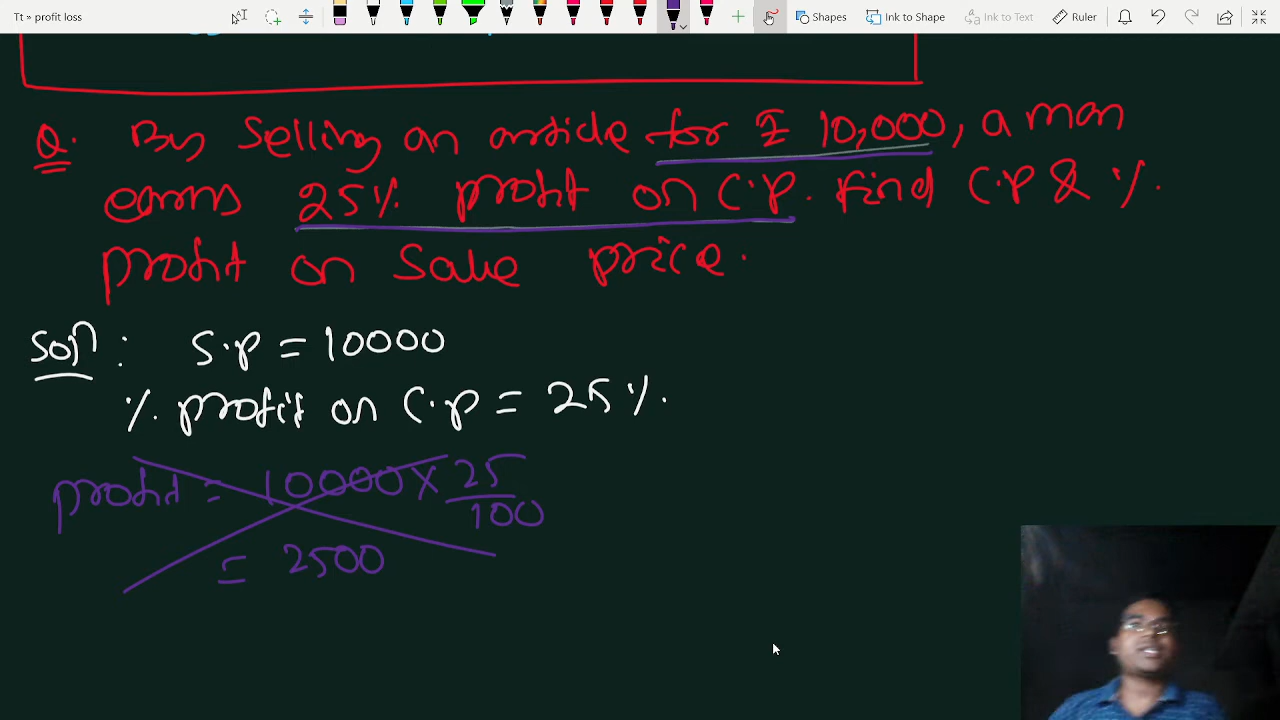 Tt » profit loss
Shapes Ink to Shape Ink to Text Ruler
Q. By Selling an article for ₹ 10,000, a man
earns 25% profit on C.P. find C.P & %
profit on Sale price.
Soln: S.P = 10000
% profit on C.P = 25%
profit = 10000 X 25/100
= 2500